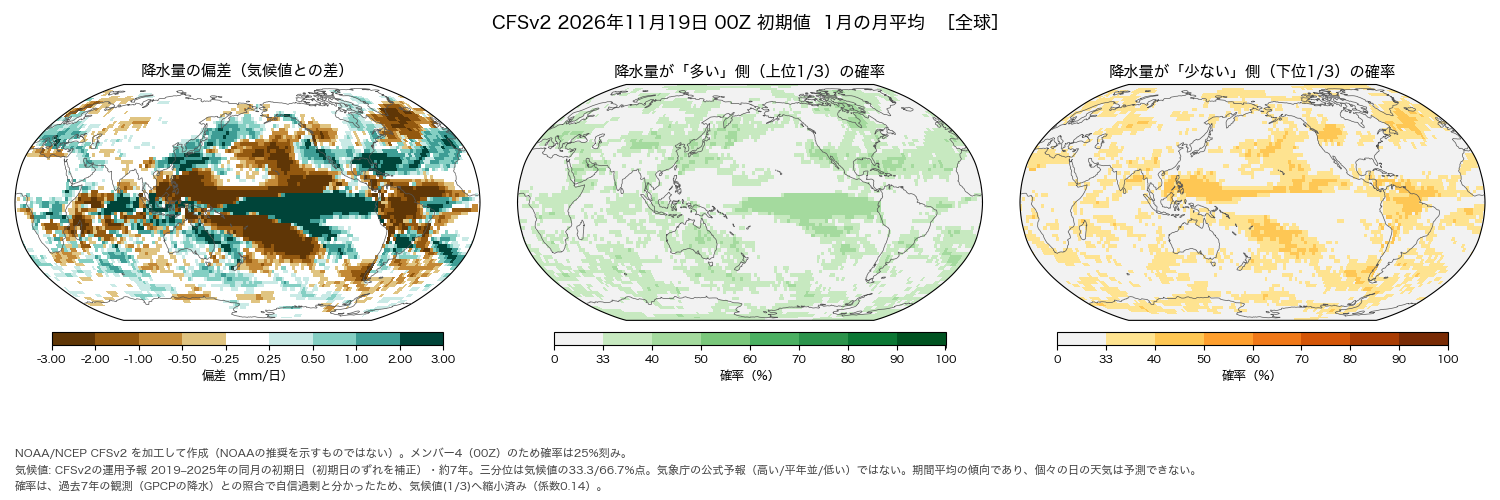 CFSv2 2026年11月19日 00Z 初期値 1月の月平均 ［全球］
降水量の偏差（気候値との差）
降水量が「多い」側（上位1/3）の確率
降水量が「少ない」側（下位1/3）の確率
-3.00 -2.00 -1.00 -0.50 -0.25 0.25 0.50 1.00 2.00 3.00
偏差（mm/日）
0 33 40 50 60 70 80 90 100
確率（%）
0 33 40 50 60 70 80 90 100
確率（%）
NOAA/NCEP CFSv2 を加工して作成（NOAAの推奨を示すものではない）。メンバー4（00Z）のため確率は25%刻み。
気候値: CFSv2の運用予報 2019–2025年の同月の初期日（初期日のずれを補正）・約7年。三分位は気候値の33.3/66.7%点。気象庁の公式予報（高い/平年並/低い）ではない。期間平均の傾向であり、個々の日の天気は予測できない。
確率は、過去7年の観測（GPCPの降水）との照合で自信過剰と分かったため、気候値(1/3)へ縮小済み（係数0.14）。